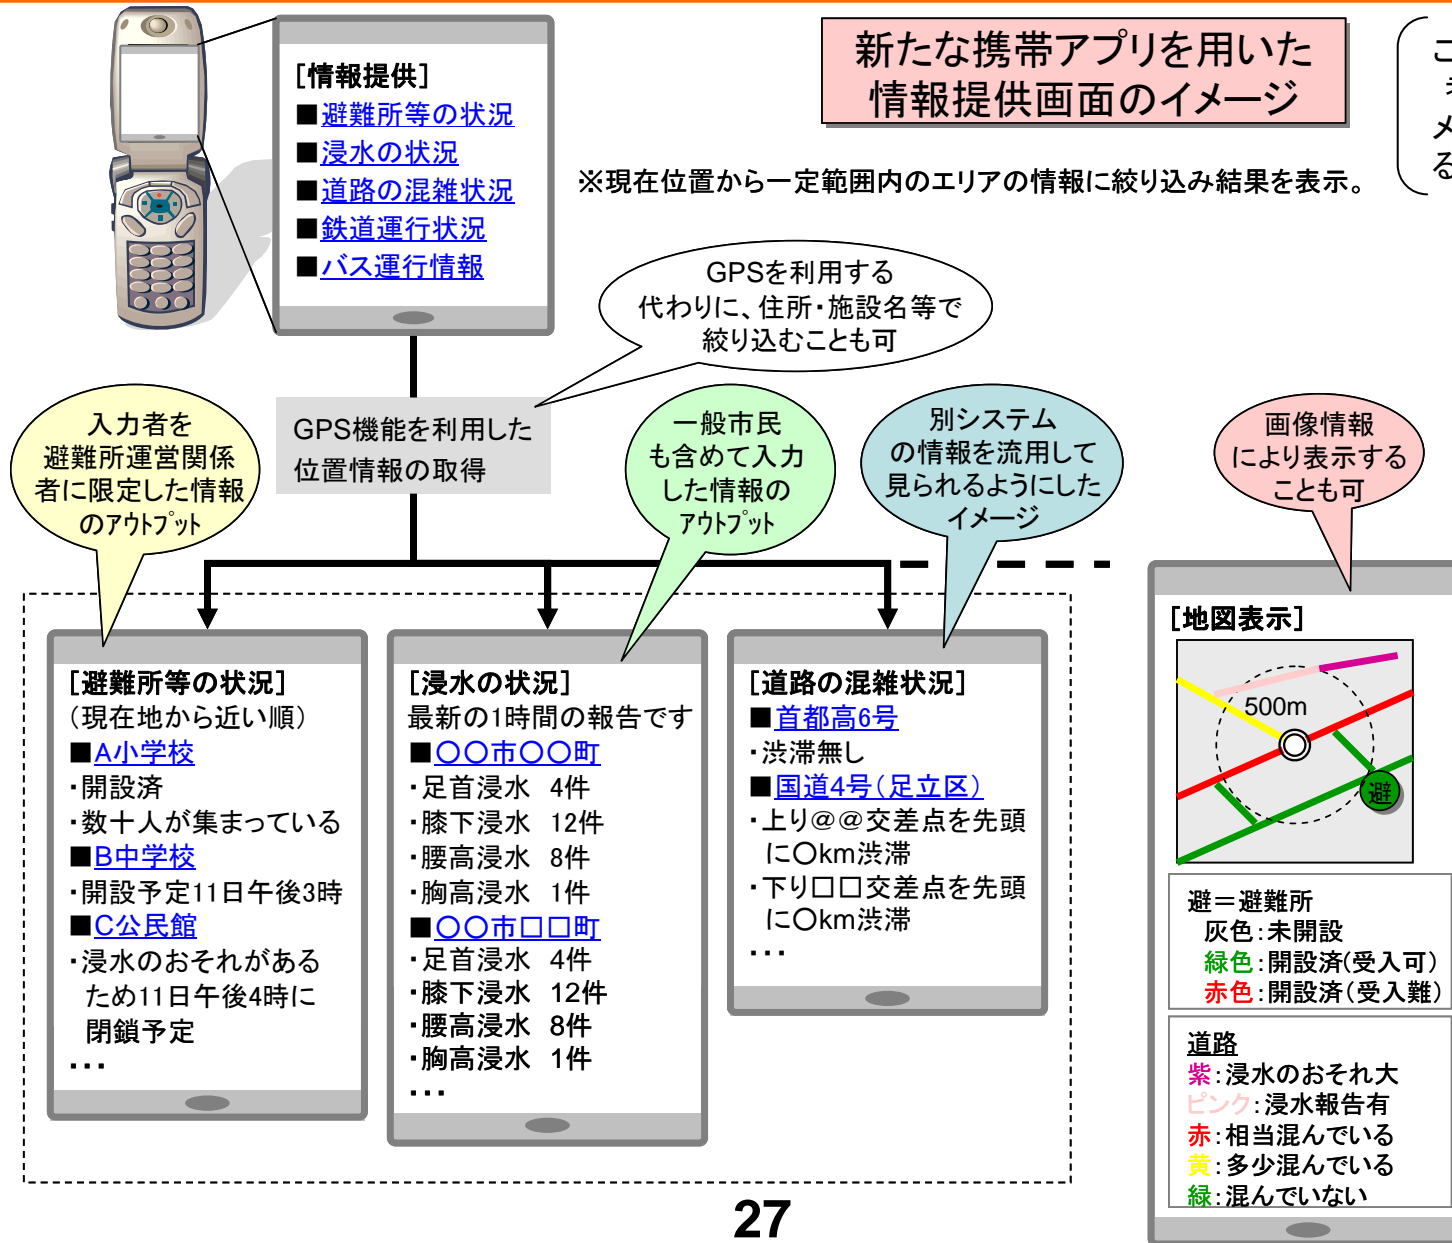 新たな携帯アプリを用いた
情報提供画面のイメージ
※現在位置から一定範囲内のエリアの情報に絞り込み結果を表示。
［情報提供］
■避難所等の状況
■浸水の状況
■道路の混雑状況
■鉄道運行状況
■バス運行情報
GPSを利用する
代わりに、住所・施設名等で
絞り込むことも可
GPS機能を利用した
位置情報の取得
入力者を
避難所運営関係
者に限定した情報
のｱｳﾄﾌﾟｯﾄ
一般市民
も含めて入力
した情報の
ｱｳﾄﾌﾟｯﾄ
別システム
の情報を流用して
見られるようにした
イメージ
画像情報
により表示する
ことも可
［避難所等の状況］
（現在地から近い順）
■A小学校
・開設済
・数十人が集まっている
■B中学校
・開設予定11日午後3時
■C公民館
・浸水のおそれがある
ため11日午後4時に
閉鎖予定
・・・
［浸水の状況］
最新の1時間の報告です
■〇〇市〇〇町
・足首浸水 4件
・膝下浸水 12件
・腰高浸水 8件
・胸高浸水 1件
■〇〇市□□町
・足首浸水 4件
・膝下浸水 12件
・腰高浸水 8件
・胸高浸水 1件
・・・
［道路の混雑状況］
■首都高6号
・渋滞無し
■国道4号（足立区）
・上り＠＠交差点を先頭
に〇km渋滞
・下り□□交差点を先頭
に〇km渋滞
・・・
［地図表示］
500m
避
避＝避難所
灰色：未開設
緑色：開設済（受入可）
赤色：開設済（受入難）
道路
紫：浸水のおそれ大
ピンク：浸水報告有
赤：相当混んでいる
黄：多少混んでいる
緑：混んでいない
27